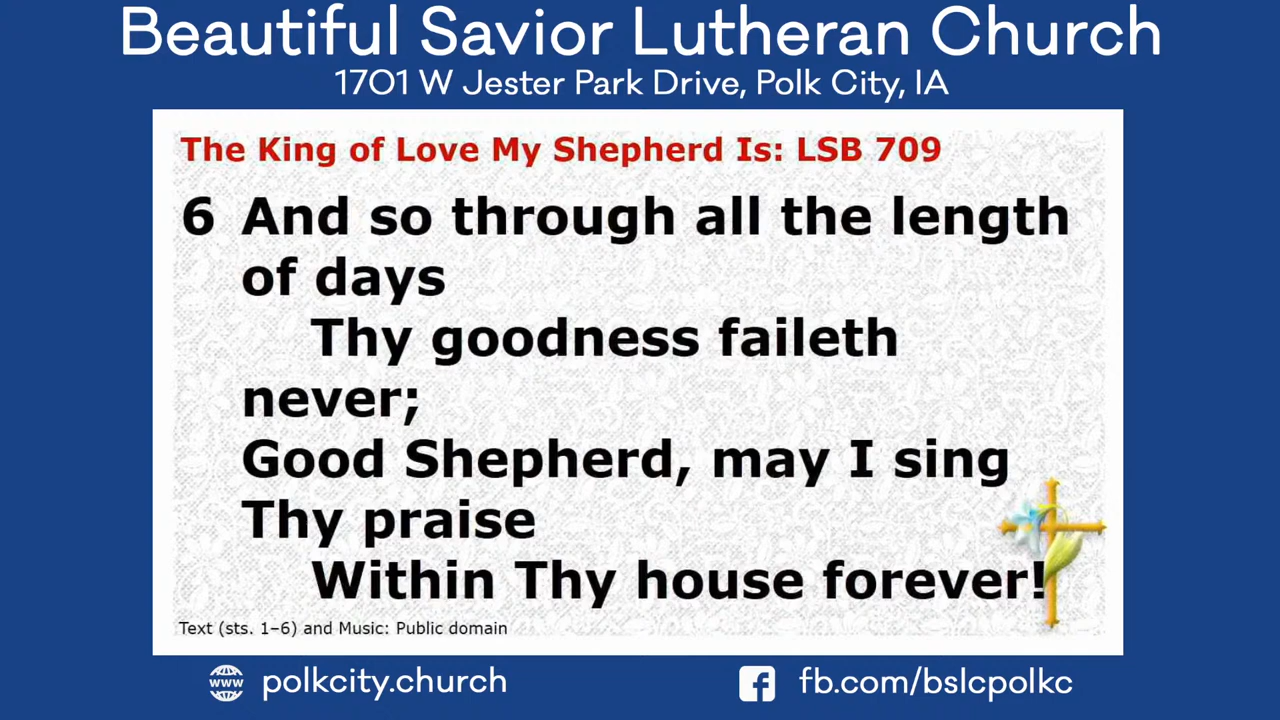 Beautiful Savior Lutheran Church
1701 W Jester Park Drive, Polk City, IA
The King of Love My Shepherd Is: LSB 709
6 And so through all the length
of days
Thy goodness faileth
never;
Good Shepherd, may I sing
Thy praise
Within Thy house forever!
Text (sts. 1–6) and Music: Public domain
www polkcity.church
f fb.com/bslcpolkc